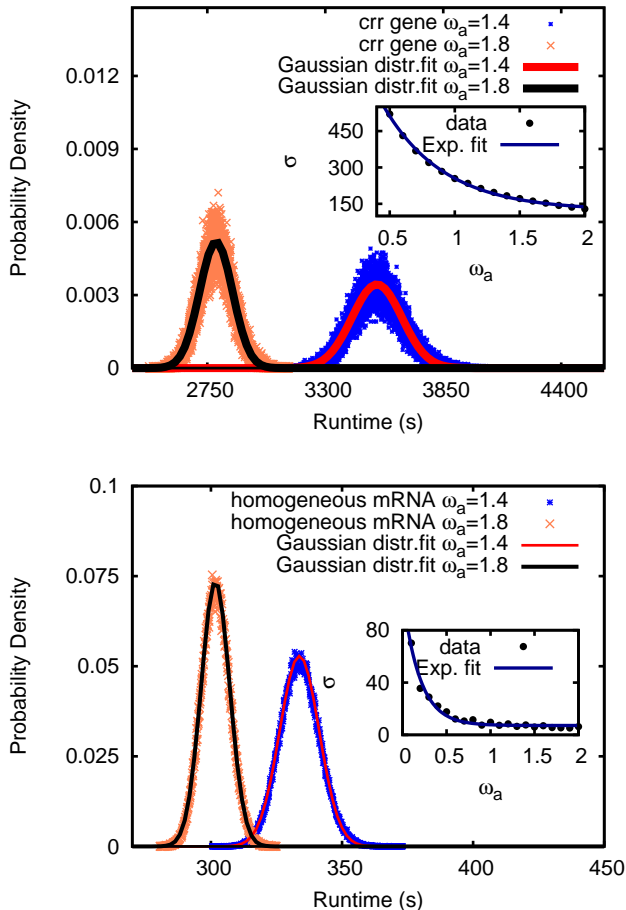 crr gene ωa=1.4
crr gene ωa=1.8
Gaussian distr.fit ωa=1.4
Gaussian distr.fit ωa=1.8
0.012
0.009
0.006
0.003
0
Probability Density
2750 3300 3850 4400
Runtime (s)
σ
450
300
150
data
Exp. fit
0.5 1 1.5 2
ωa
homogeneous mRNA ωa=1.4
homogeneous mRNA ωa=1.8
Gaussian distr.fit ωa=1.4
Gaussian distr.fit ωa=1.8
0.1
0.075
0.05
0.025
0
Probability Density
300 350 400 450
Runtime (s)
σ
80
40
0
data
Exp. fit
0 0.5 1 1.5 2
ωa